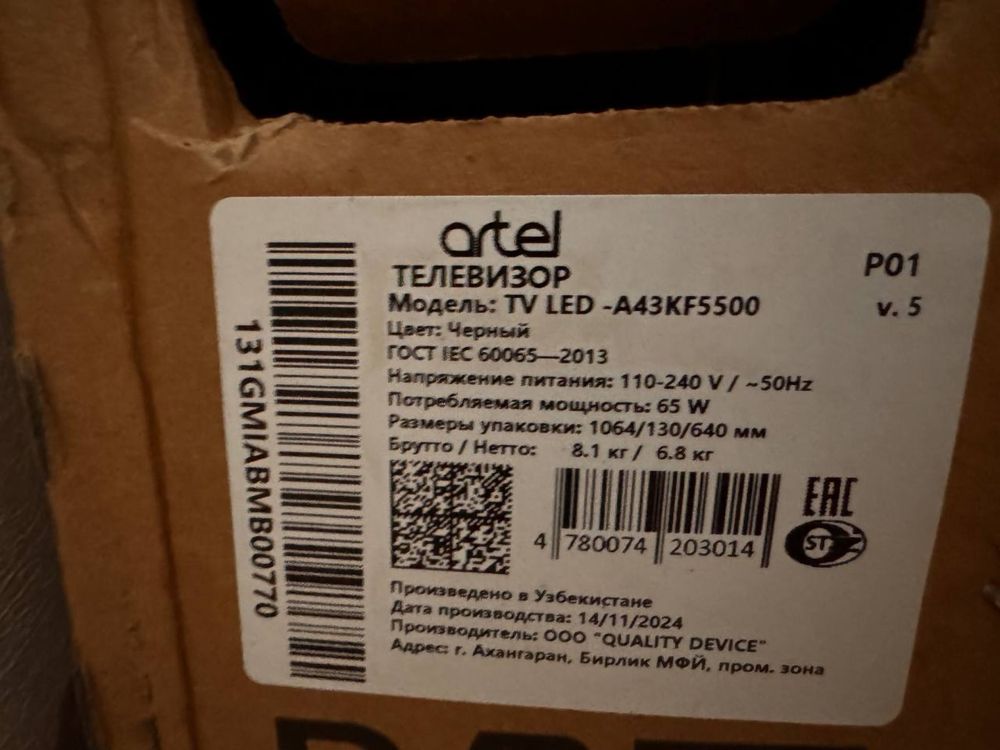 artel
ТЕЛЕВИЗОР
P01
Модель: TV LED -A43KF5500
v. 5
Цвет: Черный
ГОСТ IEC 60065—2013
Напряжение питания: 110-240 V / ~50Hz
Потребляемая мощность: 65 W
Размеры упаковки: 1064/130/640 мм
Брутто / Нетто: 8.1 кг / 6.8 кг
131GMIABMB00770
4 780074 203014
EAC
ST
Произведено в Узбекистане
Дата производства: 14/11/2024
Производитель: ООО "QUALITY DEVICE"
Адрес: г. Ахангаран, Бирлик МФЙ, пром. зона